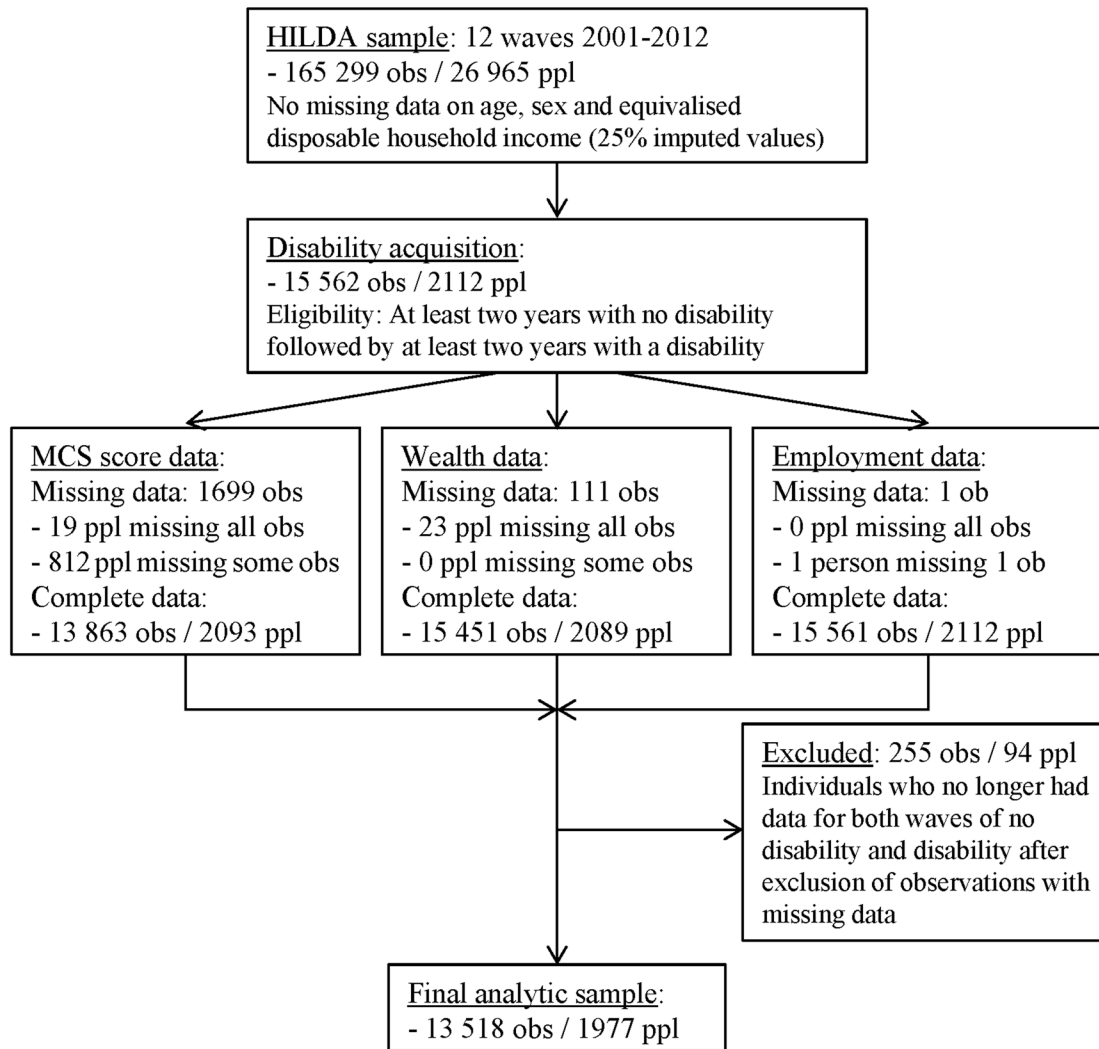 HILDA sample: 12 waves 2001-2012
- 165 299 obs / 26 965 ppl
No missing data on age, sex and equivalised
disposable household income (25% imputed values)
Disability acquisition:
- 15 562 obs / 2112 ppl
Eligibility: At least two years with no disability
followed by at least two years with a disability
MCS score data:
Missing data: 1699 obs
- 19 ppl missing all obs
- 812 ppl missing some obs
Complete data:
- 13 863 obs / 2093 ppl
Wealth data:
Missing data: 111 obs
- 23 ppl missing all obs
- 0 ppl missing some obs
Complete data:
- 15 451 obs / 2089 ppl
Employment data:
Missing data: 1 ob
- 0 ppl missing all obs
- 1 person missing 1 ob
Complete data:
- 15 561 obs / 2112 ppl
Excluded: 255 obs / 94 ppl
Individuals who no longer had
data for both waves of no
disability and disability after
exclusion of observations with
missing data
Final analytic sample:
- 13 518 obs / 1977 ppl